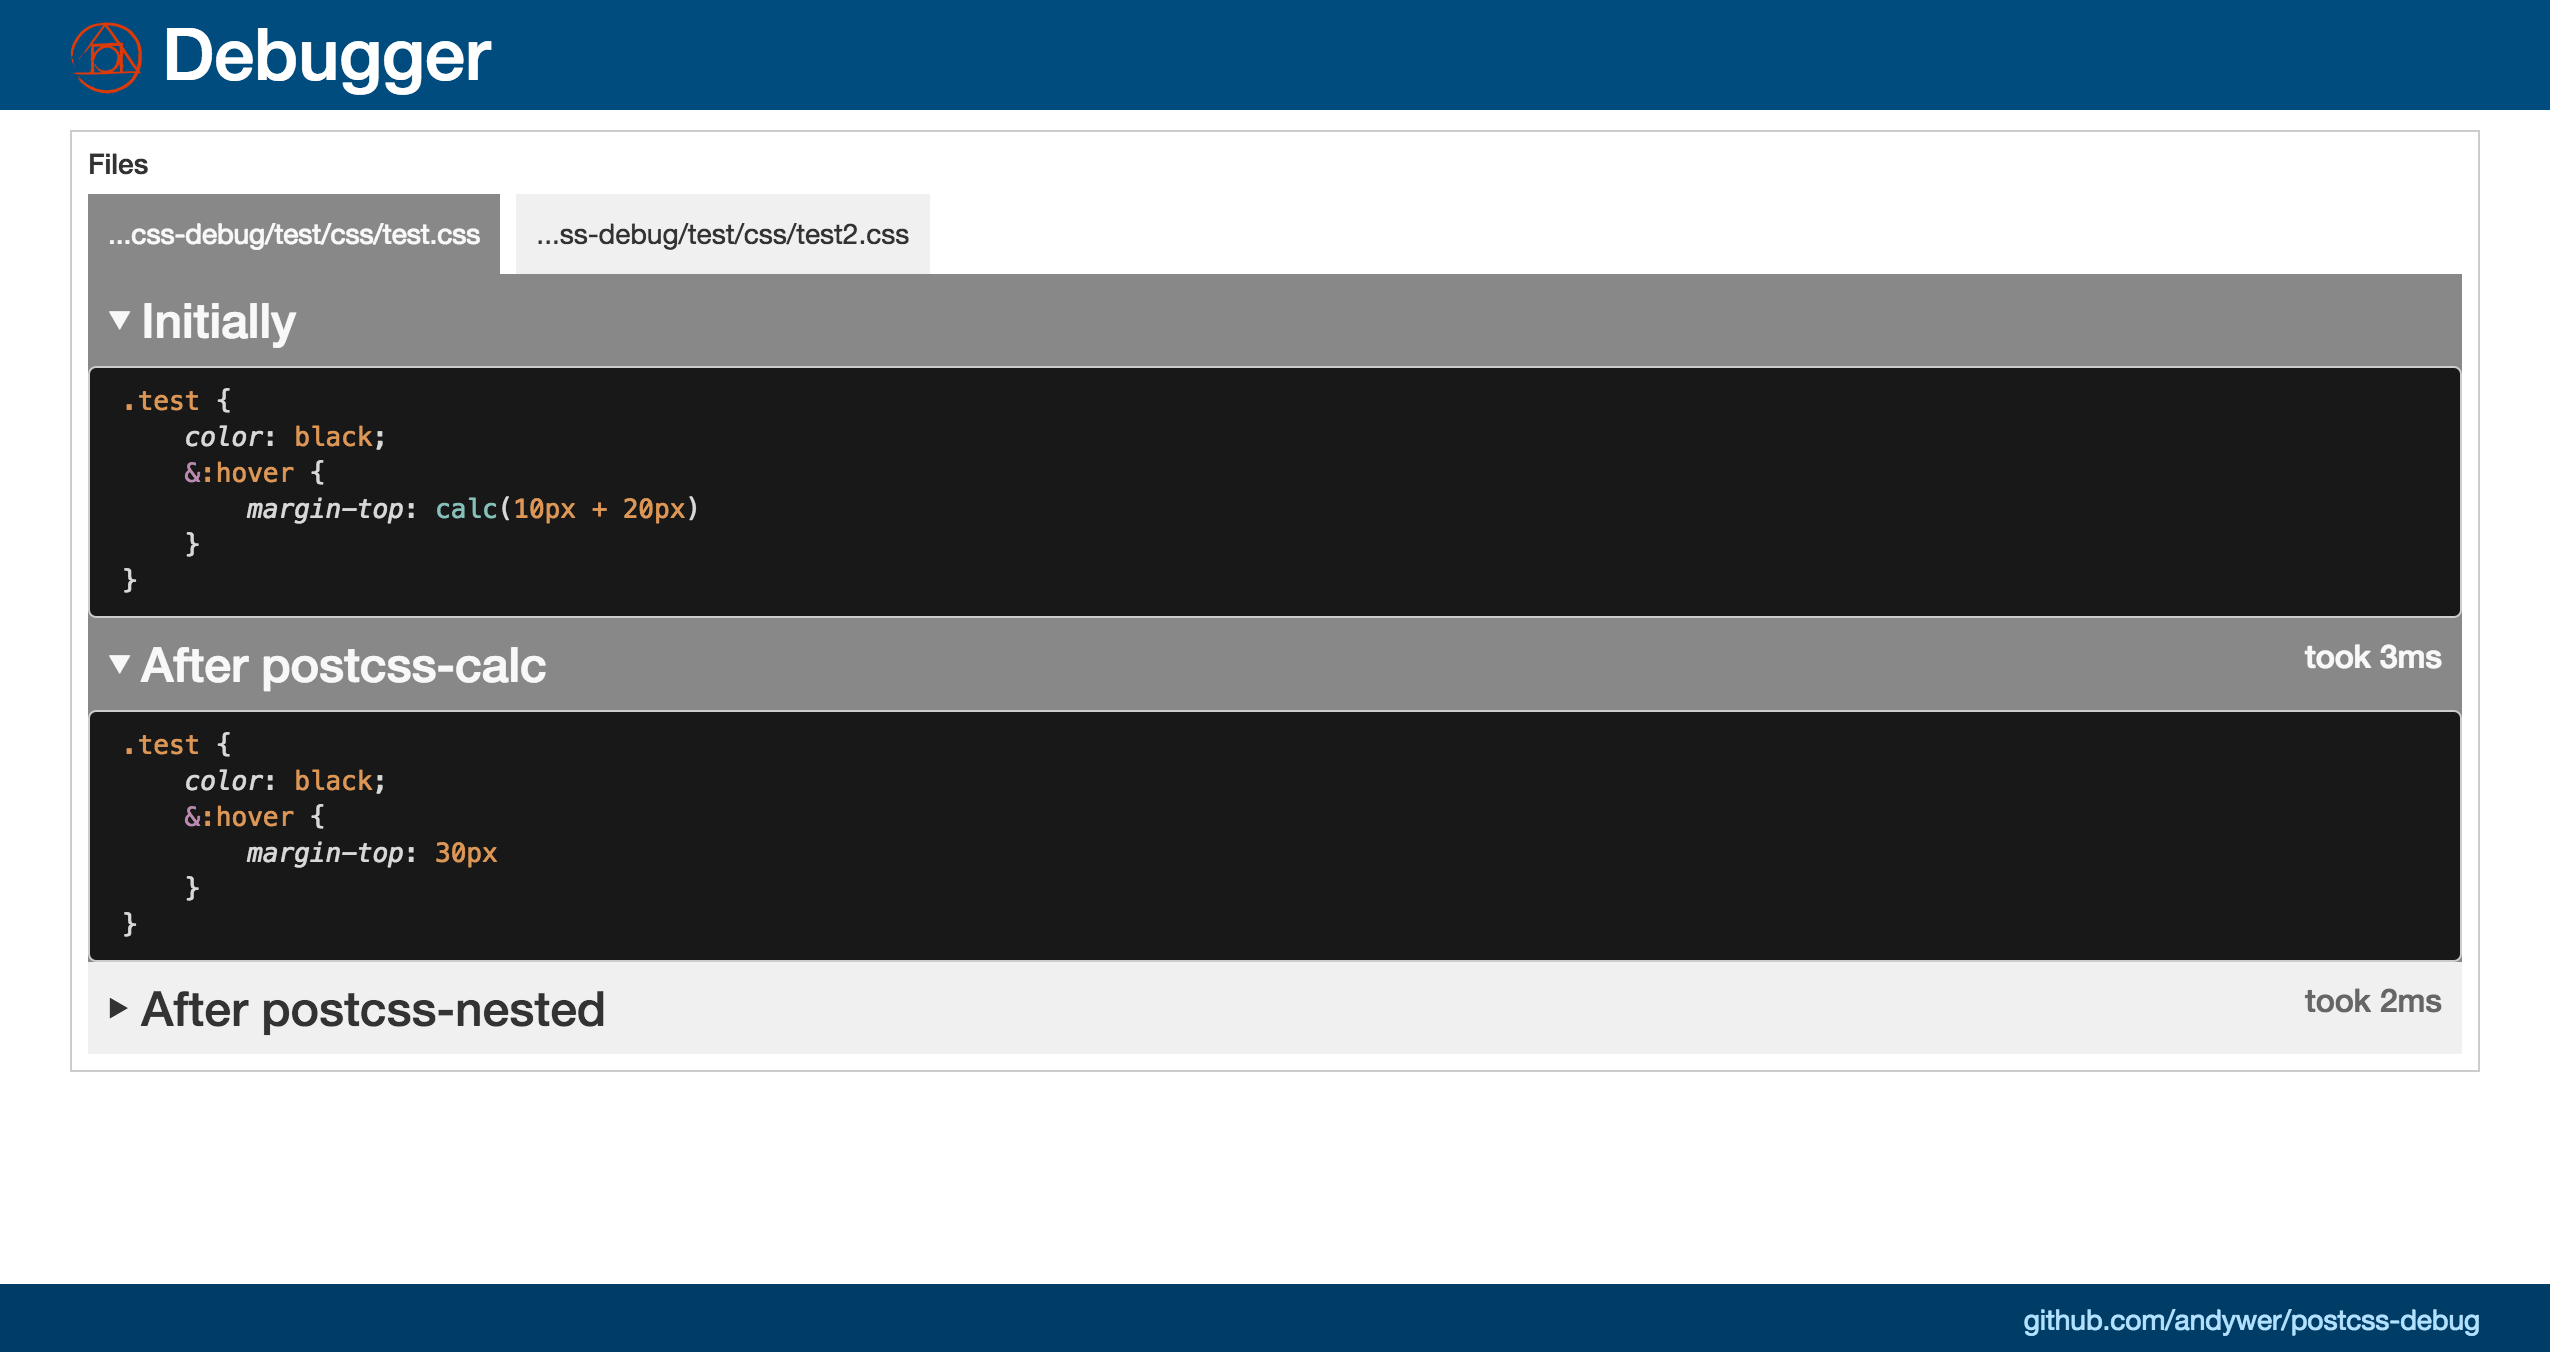 Debugger
Files
...css-debug/test/css/test.css
...ss-debug/test/css/test2.css
Initially
.test {
    color: black;
    &:hover {
        margin-top: calc(10px + 20px)
    }
}
After postcss-calc
took 3ms
.test {
    color: black;
    &:hover {
        margin-top: 30px
    }
}
After postcss-nested
took 2ms
github.com/andywer/postcss-debug